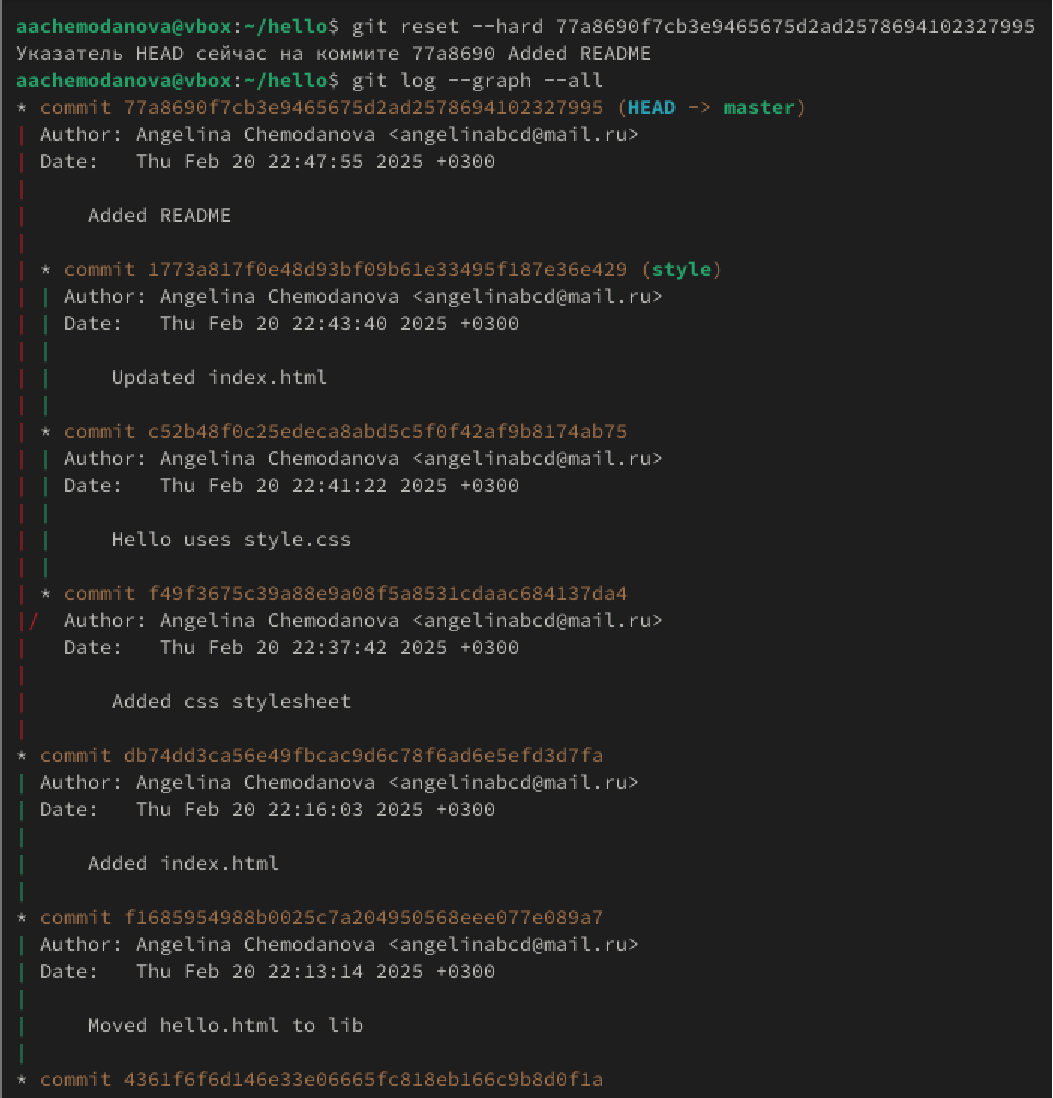 aachemodanova@vbox:~/hello$ git reset --hard 77a8690f7cb3e9465675d2ad2578694102327995
Указатель HEAD сейчас на коммите 77a8690 Added README
aachemodanova@vbox:~/hello$ git log --graph --all
* commit 77a8690f7cb3e9465675d2ad2578694102327995 (HEAD -> master)
| Author: Angelina Chemodanova <angelinabcd@mail.ru>
| Date:   Thu Feb 20 22:47:55 2025 +0300
|
|     Added README
|
| * commit 1773a817f0e48d93bf09b61e33495f187e36e429 (style)
| | Author: Angelina Chemodanova <angelinabcd@mail.ru>
| | Date:   Thu Feb 20 22:43:40 2025 +0300
| |
| |     Updated index.html
| |
| * commit c52b48f0c25edeca8abd5c5f0f42af9b8174ab75
| | Author: Angelina Chemodanova <angelinabcd@mail.ru>
| | Date:   Thu Feb 20 22:41:22 2025 +0300
| |
| |     Hello uses style.css
| |
| * commit f49f3675c39a88e9a08f5a8531cdaac684137da4
|/  Author: Angelina Chemodanova <angelinabcd@mail.ru>
|   Date:   Thu Feb 20 22:37:42 2025 +0300
|
|       Added css stylesheet
|
* commit db74dd3ca56e49fbcac9d6c78f6ad6e5efd3d7fa
| Author: Angelina Chemodanova <angelinabcd@mail.ru>
| Date:   Thu Feb 20 22:16:03 2025 +0300
|
|     Added index.html
|
* commit f1685954988b0025c7a204950568eee077e089a7
| Author: Angelina Chemodanova <angelinabcd@mail.ru>
| Date:   Thu Feb 20 22:13:14 2025 +0300
|
|     Moved hello.html to lib
|
* commit 4361f6f6d146e33e06665fc818eb166c9b8d0f1a